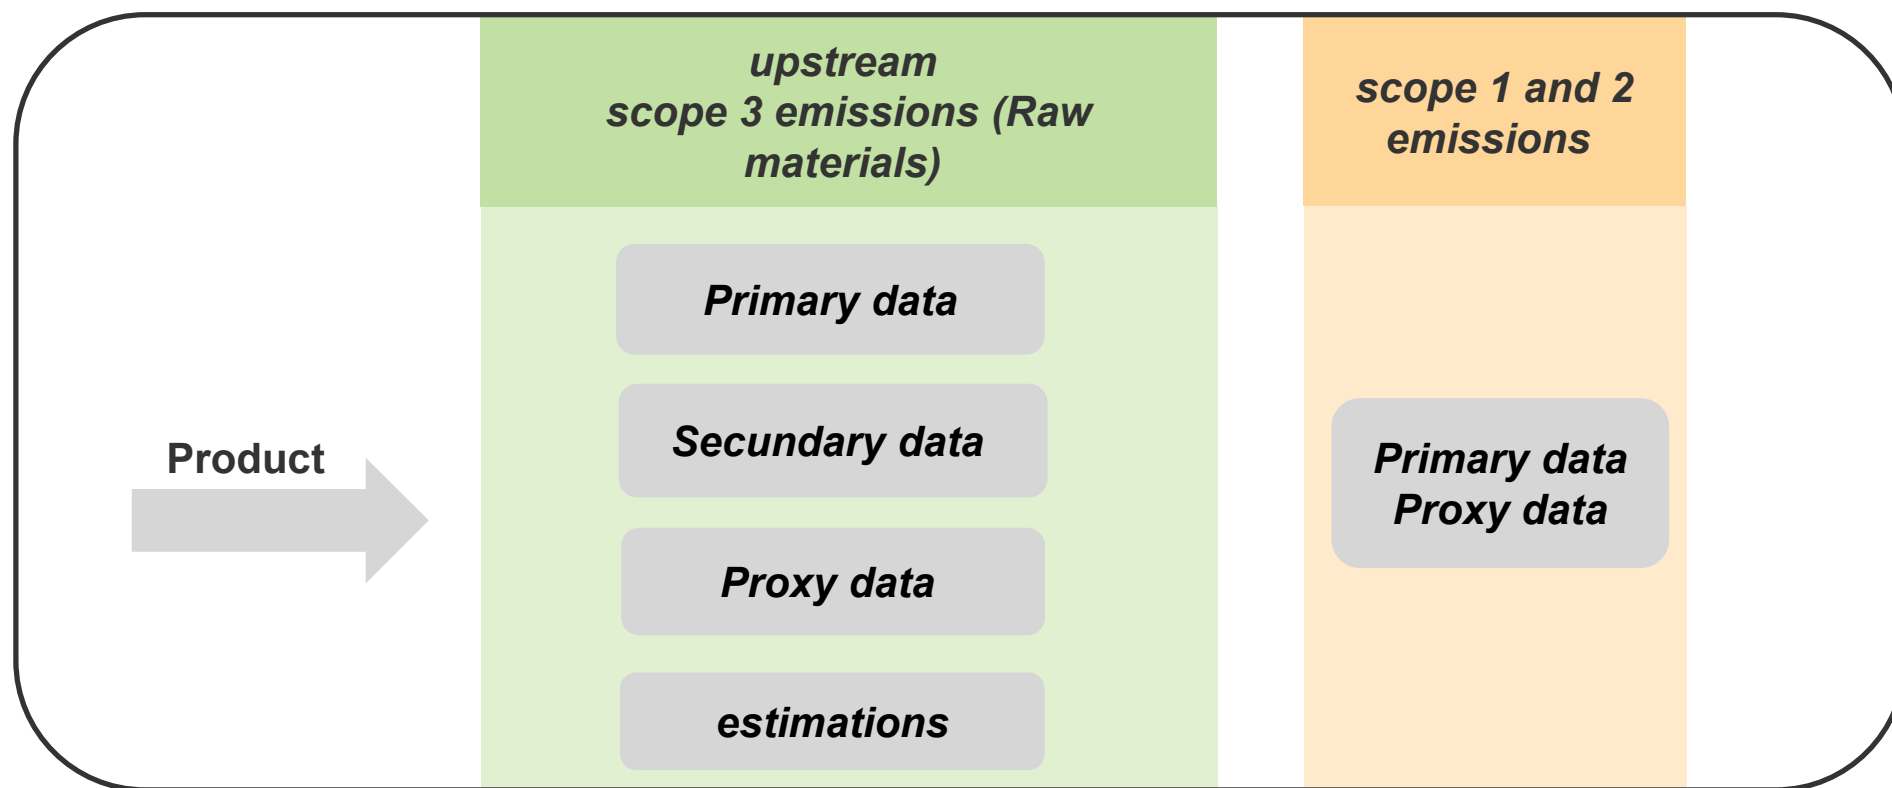 upstream
scope 3 emissions (Raw
materials)
scope 1 and 2
emissions
Product
Primary data
Secundary data
Proxy data
estimations
Primary data
Proxy data